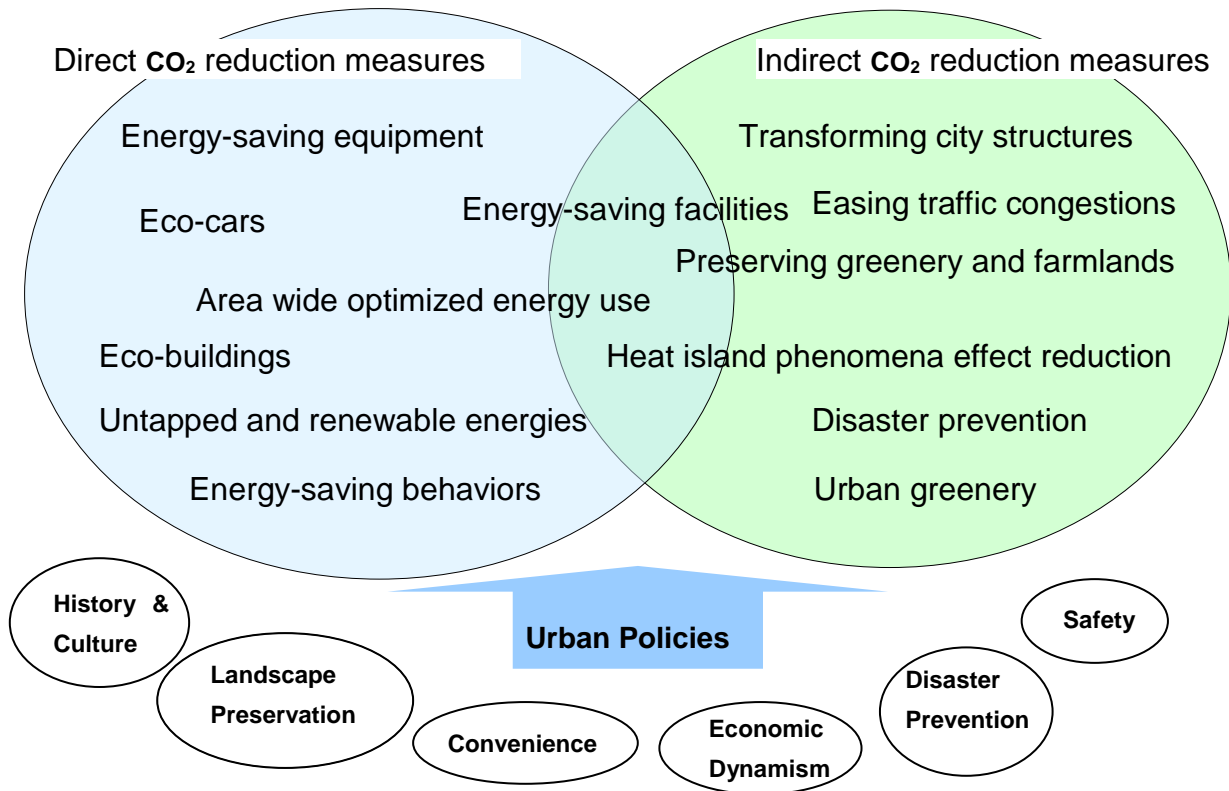 Direct CO₂ reduction measures
Indirect CO₂ reduction measures
Energy-saving equipment
Transforming city structures
Eco-cars
Energy-saving facilities
Easing traffic congestions
Preserving greenery and farmlands
Area wide optimized energy use
Eco-buildings
Heat island phenomena effect reduction
Untapped and renewable energies
Disaster prevention
Energy-saving behaviors
Urban greenery
History &
Culture
Urban Policies
Safety
Landscape
Preservation
Disaster
Prevention
Convenience
Economic
Dynamism